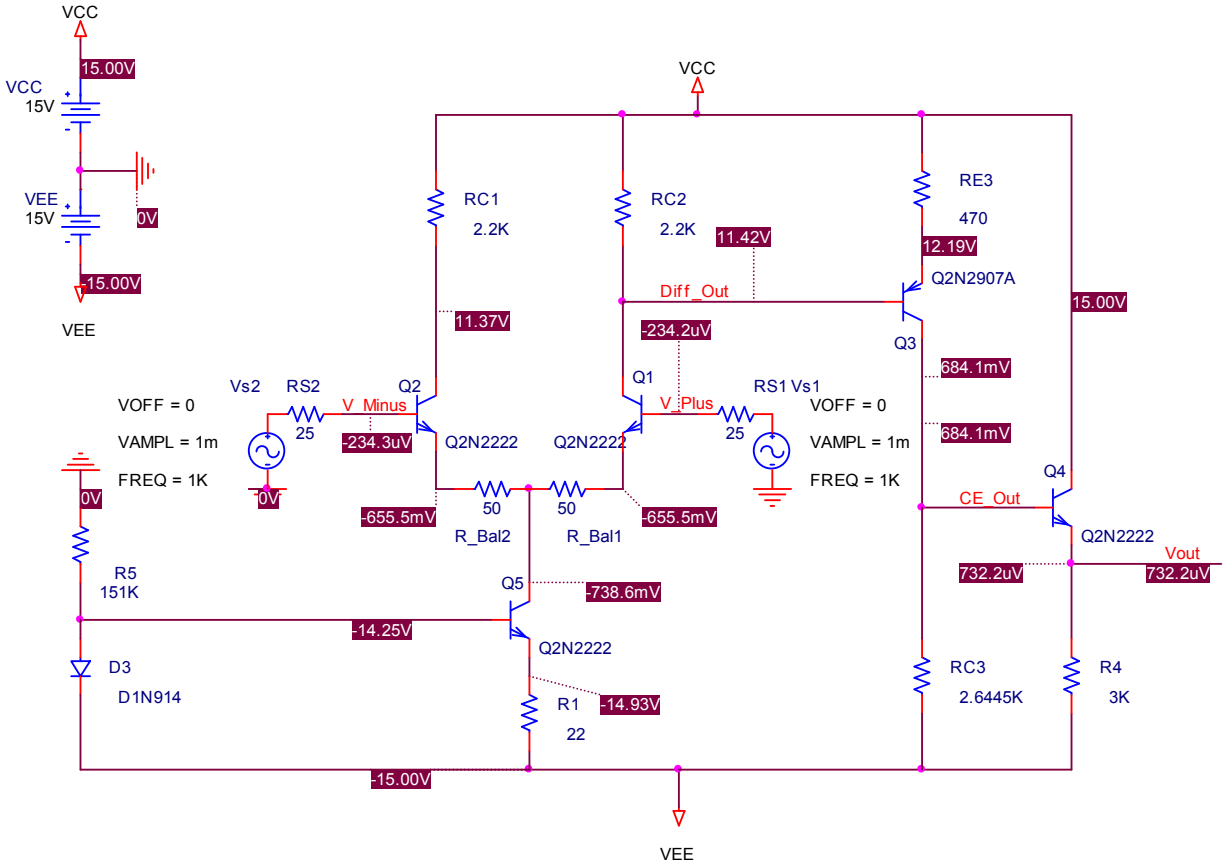 VCC
15.00V
VCC
15V
+
-
VEE
15V
+
-
0V
-15.00V
VEE
VCC
RC1
2.2K
RC2
2.2K
RE3
470
11.42V
12.19V
Q2N2907A
Diff_Out
15.00V
11.37V
-234.2uV
Q3
684.1mV
684.1mV
Vs2
RS2
25
V_Minus
Q2
Q1
V_Plus
RS1
Vs1
25
VOFF = 0
VAMPL = 1m
FREQ = 1K
-234.3uV
Q2N2222
Q2N2222
VOFF = 0
VAMPL = 1m
FREQ = 1K
0V
0V
50
50
-655.5mV
-655.5mV
R_Bal2
R_Bal1
Q4
CE_Out
Q2N2222
Vout
732.2uV
732.2uV
R5
151K
Q5
-738.6mV
-14.25V
Q2N2222
D3
D1N914
-14.93V
R1
22
RC3
2.6445K
R4
3K
-15.00V
VEE